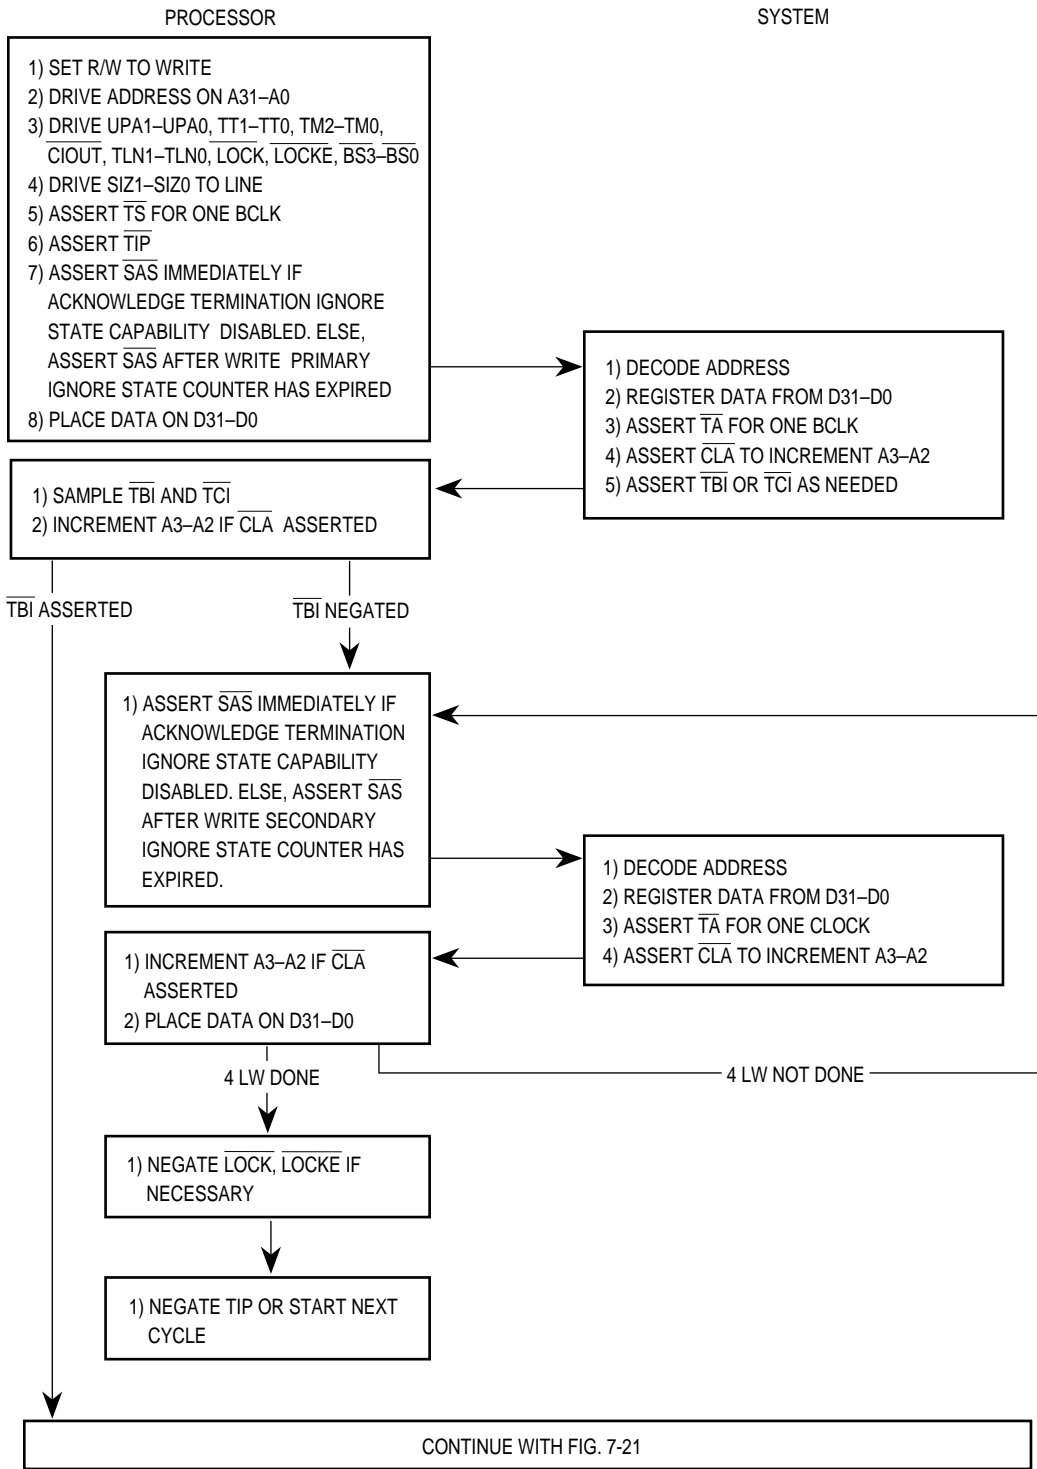 PROCESSOR
SYSTEM
1) SET R/W TO WRITE
2) DRIVE ADDRESS ON A31–A0
3) DRIVE UPA1–UPA0, TT1–TT0, TM2–TM0,
CIOUT, TLN1–TLN0, LOCK, LOCKE, BS3–BS0
4) DRIVE SIZ1–SIZ0 TO LINE
5) ASSERT TS FOR ONE BCLK
6) ASSERT TIP
7) ASSERT SAS IMMEDIATELY IF
ACKNOWLEDGE TERMINATION IGNORE
STATE CAPABILITY DISABLED. ELSE,
ASSERT SAS AFTER WRITE PRIMARY
IGNORE STATE COUNTER HAS EXPIRED
8) PLACE DATA ON D31–D0
1) DECODE ADDRESS
2) REGISTER DATA FROM D31–D0
3) ASSERT TA FOR ONE BCLK
4) ASSERT CLA TO INCREMENT A3–A2
5) ASSERT TBI OR TCI AS NEEDED
1) SAMPLE TBI AND TCI
2) INCREMENT A3–A2 IF CLA ASSERTED
TBI ASSERTED
TBI NEGATED
1) ASSERT SAS IMMEDIATELY IF
ACKNOWLEDGE TERMINATION
IGNORE STATE CAPABILITY
DISABLED. ELSE, ASSERT SAS
AFTER WRITE SECONDARY
IGNORE STATE COUNTER HAS
EXPIRED.
1) DECODE ADDRESS
2) REGISTER DATA FROM D31–D0
3) ASSERT TA FOR ONE CLOCK
4) ASSERT CLA TO INCREMENT A3–A2
1) INCREMENT A3–A2 IF CLA
ASSERTED
2) PLACE DATA ON D31–D0
4 LW DONE
4 LW NOT DONE
1) NEGATE LOCK, LOCKE IF
NECESSARY
1) NEGATE TIP OR START NEXT
CYCLE
CONTINUE WITH FIG. 7-21